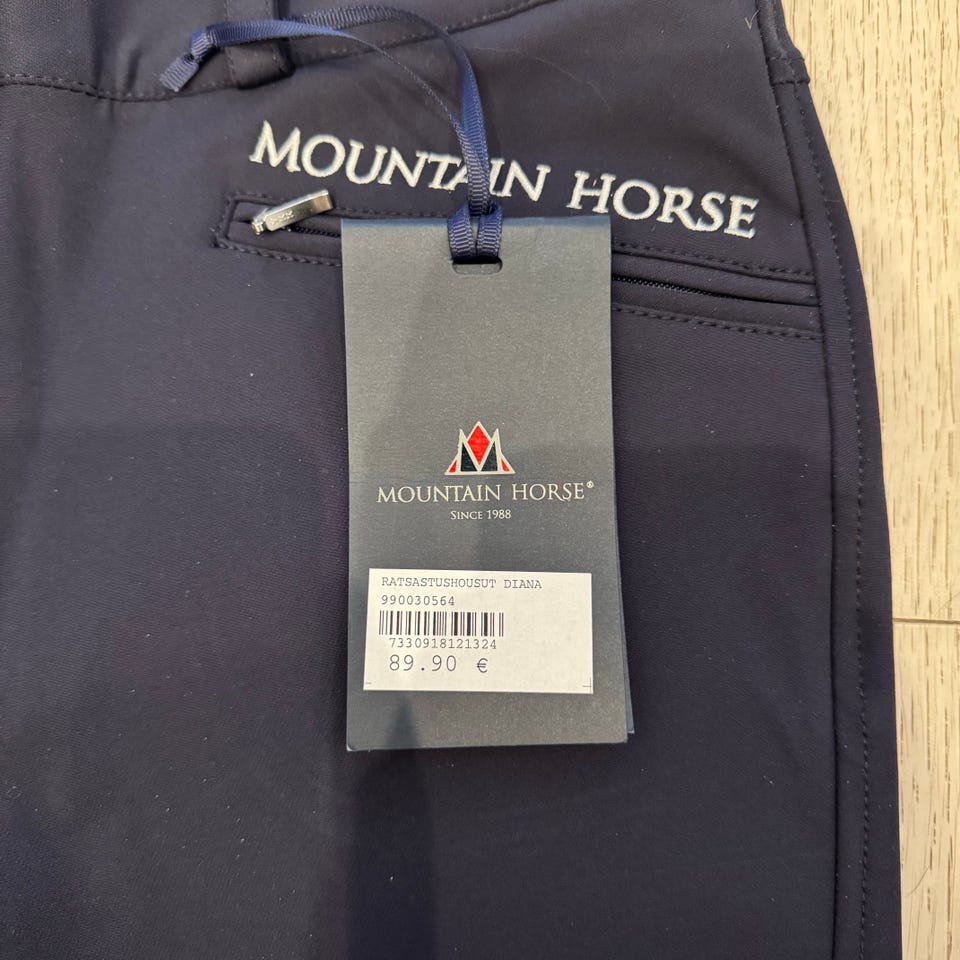 MOUNTAIN HORSE
MOUNTAIN HORSE®
SINCE 1988
RATSASTUSHOUSUT DIANA
990030564
7330918121324
89.90 €